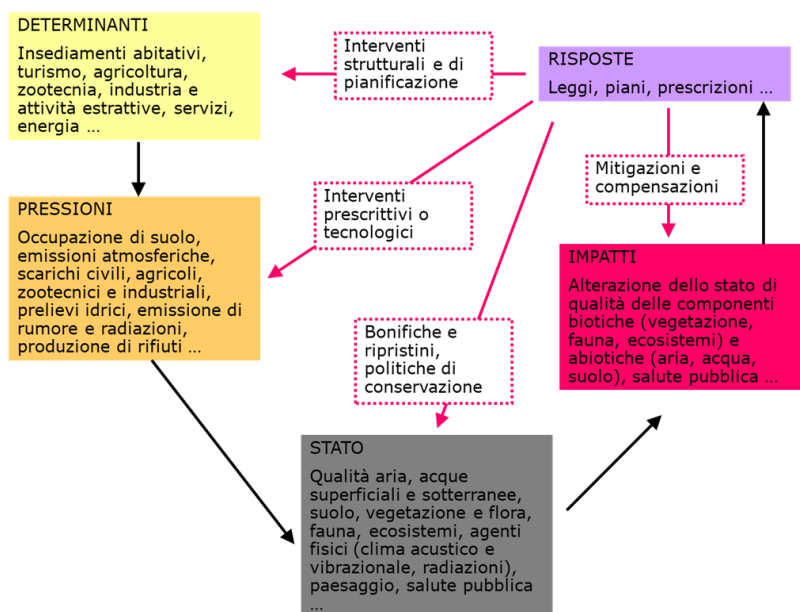 DETERMINANTI
Insediamenti abitativi,
turismo, agricoltura,
zootecnia, industria e
attività estrattive, servizi,
energia ...
Interventi
strutturali e di
pianificazione
RISPOSTE
Leggi, piani, prescrizioni ...
Mitigazioni e
compensazioni
PRESSIONI
Occupazione di suolo,
emissioni atmosferiche,
scarichi civili, agricoli,
zootecnici e industriali,
prelievi idrici, emissione di
rumore e radiazioni,
produzione di rifiuti ...
Interventi
prescrittivi o
tecnologici
IMPATTI
Alterazione dello stato di
qualità delle componenti
biotiche (vegetazione,
fauna, ecosistemi) e
abiotiche (aria, acqua,
suolo), salute pubblica ...
Bonifiche e
ripristini,
politiche di
conservazione
STATO
Qualità aria, acque
superficiali e sotterranee,
suolo, vegetazione e flora,
fauna, ecosistemi, agenti
fisici (clima acustico e
vibrazionale, radiazioni),
paesaggio, salute pubblica
...